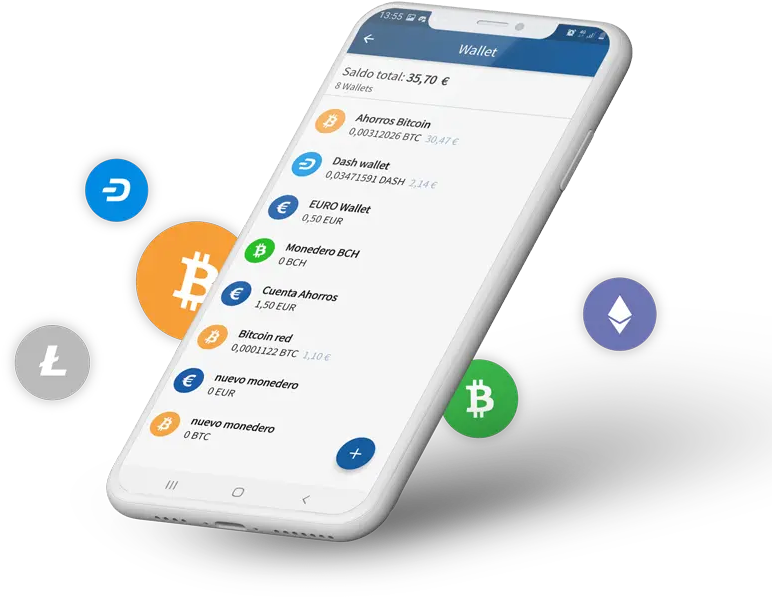 13:55
Wallet
Saldo total: 35,70 €
8 Wallets
Ahorros Bitcoin
0,00312026 BTC 30,47 €
Dash wallet
0,03471591 DASH 2,14 €
EURO Wallet
0,50 EUR
Monedero BCH
0 BCH
Cuenta Ahorros
1,50 EUR
Bitcoin red
0,0001122 BTC 1,10 €
nuevo monedero
0 EUR
nuevo monedero
0 BTC